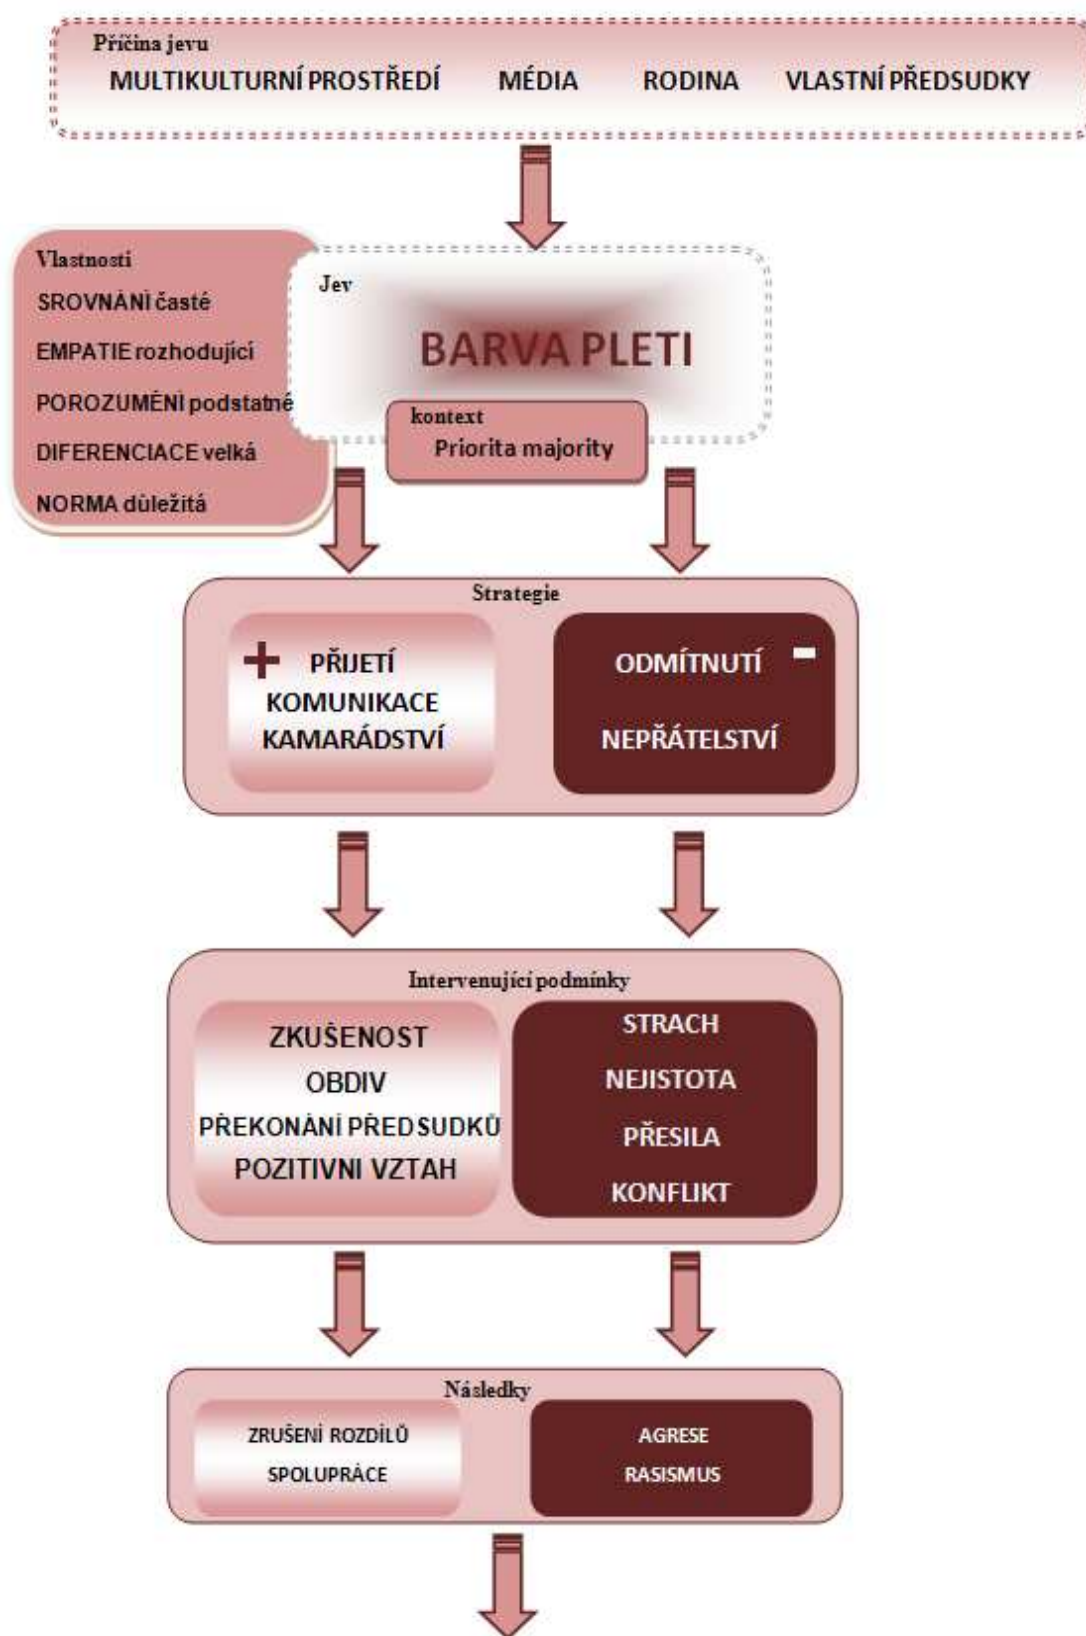 Příčina jevu
MULTIKULTURNÍ PROSTŘEDÍ MÉDIA RODINA VLASTNÍ PŘEDSUDKY
Vlastnosti
SROVNÁNÍ časté
EMPATIE rozhodující
POROZUMĚNÍ podstatné
DIFERENCIACE velká
NORMA důležitá
Jev
BARVA PLETI
kontext
Priorita majority
Strategie
+ PŘIJETÍ
KOMUNIKACE
KAMARÁDSTVÍ
ODMÍTNUTÍ -
NEPŘÁTELSTVÍ
Intervenující podmínky
ZKUŠENOST
OBDIV
PŘEKONÁNÍ PŘEDSUDKŮ
POZITIVNI VZTAH
STRACH
NEJISTOTA
PŘESILA
KONFLIKT
Následky
ZRUŠENÍ ROZDÍLŮ
SPOLUPRÁCE
AGRESE
RASISMUS